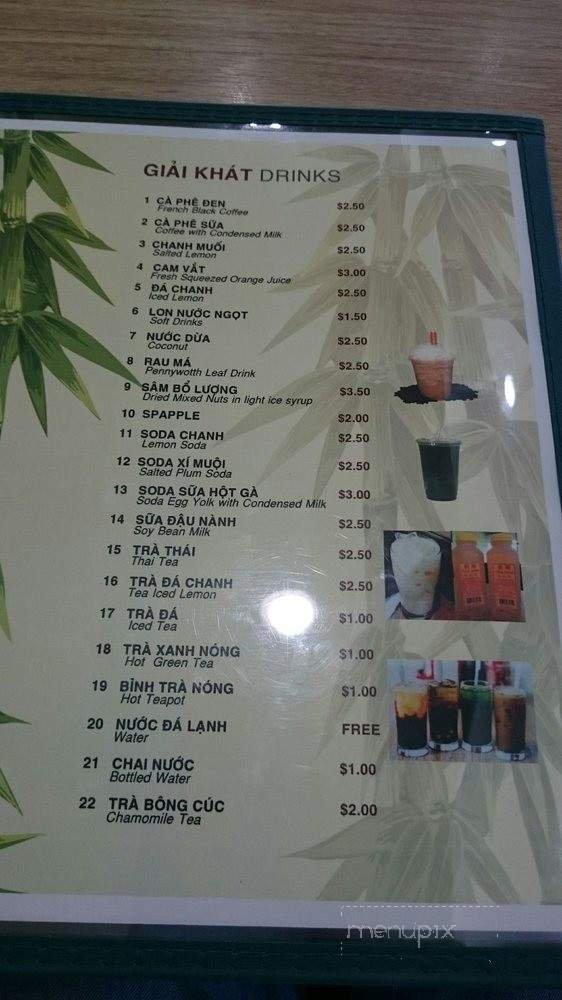 GIẢI KHÁT DRINKS
1 CÀ PHÊ ĐEN $2.50
French Black Coffee
2 CÀ PHÊ SỮA $2.50
Coffee with Condensed Milk
3 CHANH MUỐI $2.50
Salted Lemon
4 CAM VẮT $3.00
Fresh Squeezed Orange Juice
5 ĐÁ CHANH $2.50
Iced Lemon
6 LON NƯỚC NGỌT $1.50
Soft Drinks
7 NƯỚC DỪA $2.50
Coconut
8 RAU MÁ $2.50
Pennywotth Leaf Drink
9 SÂM BỔ LƯỢNG $3.50
Dried Mixed Nuts in light ice syrup
10 SPAPPLE $2.00
11 SODA CHANH $2.50
Lemon Soda
12 SODA XÍ MUỘI $2.50
Salted Plum Soda
13 SODA SỮA HỘT GÀ $3.00
Soda Egg Yolk with Condensed Milk
14 SỮA ĐẬU NÀNH $2.50
Soy Bean Milk
15 TRÀ THÁI $2.50
Thai Tea
16 TRÀ ĐÁ CHANH $2.50
Tea Iced Lemon
17 TRÀ ĐÁ $1.00
Iced Tea
18 TRÀ XANH NÓNG $1.00
Hot Green Tea
19 BÌNH TRÀ NÓNG $1.00
Hot Teapot
20 NƯỚC ĐÁ LẠNH FREE
Water
21 CHAI NƯỚC $1.00
Bottled Water
22 TRÀ BÔNG CÚC $2.00
Chamomile Tea
menupix